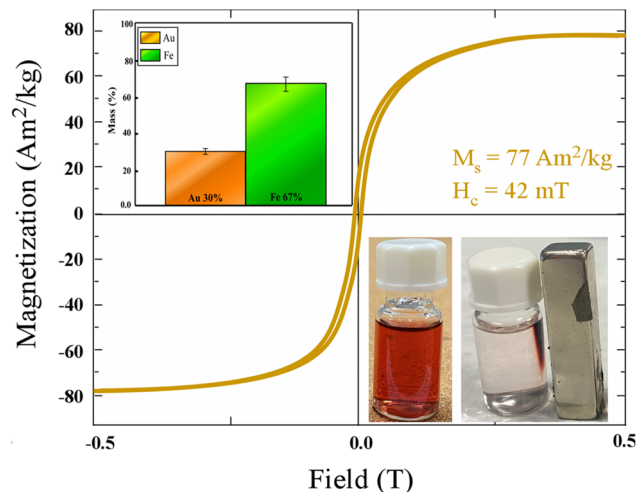 80
60
40
20
0
-20
-40
-60
-80
Magnetization (Am²/kg)
-0.5
0.0
0.5
Field (T)
100
80
60
40
20
0.0
Mass (%)
Au
Fe
Au 30%
Fe 67%
Mₛ = 77 Am²/kg
H_c = 42 mT